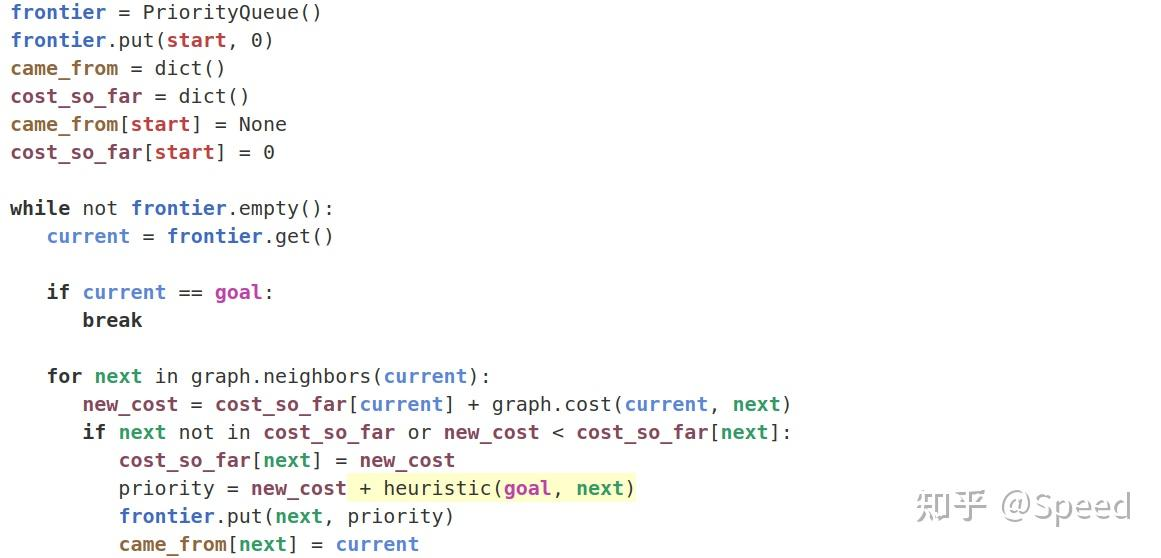 frontier = PriorityQueue()
frontier.put(start, 0)
came_from = dict()
cost_so_far = dict()
came_from[start] = None
cost_so_far[start] = 0

while not frontier.empty():
   current = frontier.get()

   if current == goal:
      break

   for next in graph.neighbors(current):
      new_cost = cost_so_far[current] + graph.cost(current, next)
      if next not in cost_so_far or new_cost < cost_so_far[next]:
         cost_so_far[next] = new_cost
         priority = new_cost + heuristic(goal, next)
         frontier.put(next, priority)
         came_from[next] = current
知乎 @Speed